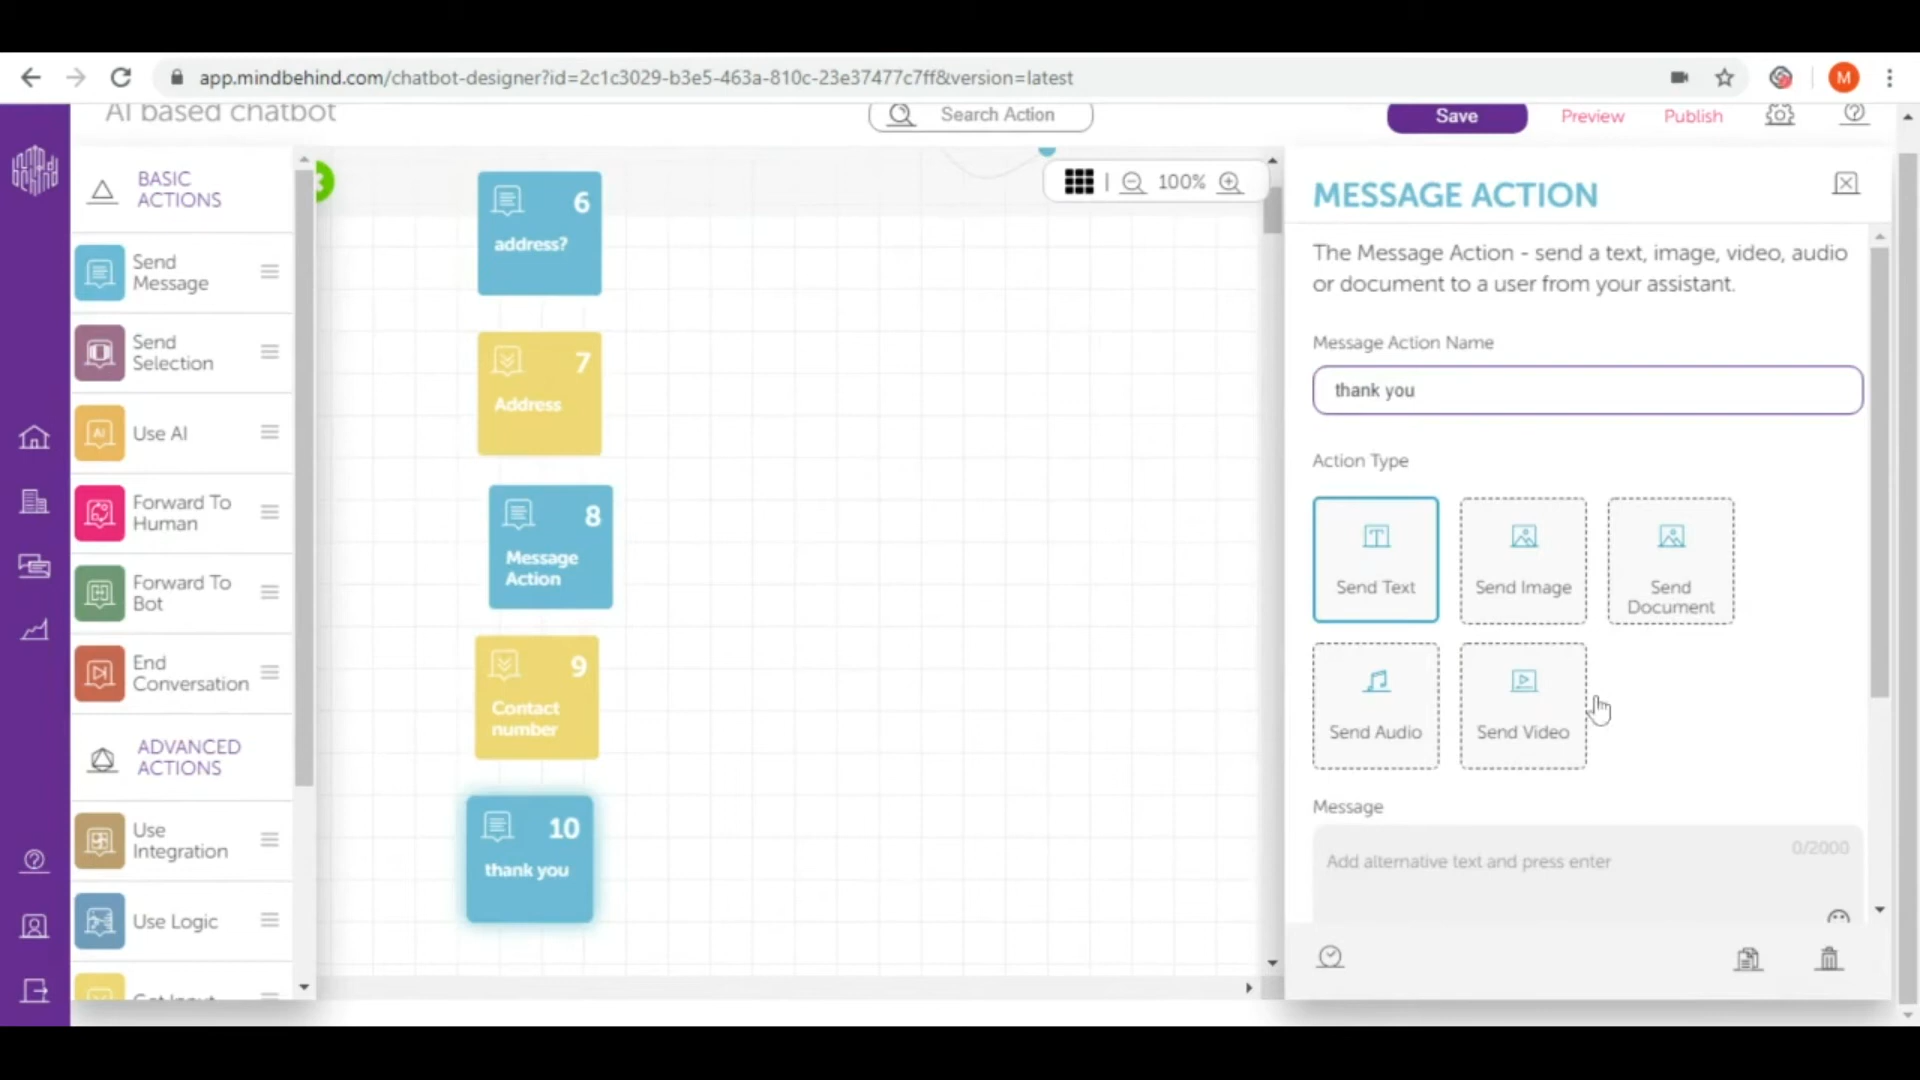 app.mindbehind.com/chatbot-designer?id=2c1c3029-b3e5-463a-810c-23e37477c7ff&version=latest
M
AI based chatbot
Search Action
Save
Preview
Publish
mind
behind
BASIC
ACTIONS
Send
Message
Send
Selection
AI
Use AI
Forward To
Human
Forward To
Bot
End
Conversation
ADVANCED
ACTIONS
Use
Integration
Use Logic
Get Input
6
address?
7
Address
8
Message
Action
9
Contact
number
10
thank you
100%
MESSAGE ACTION
The Message Action - send a text, image, video, audio
or document to a user from your assistant.
Message Action Name
thank you
Action Type
Send Text
Send Image
Send
Document
Send Audio
Send Video
Message
0/2000
Add alternative text and press enter